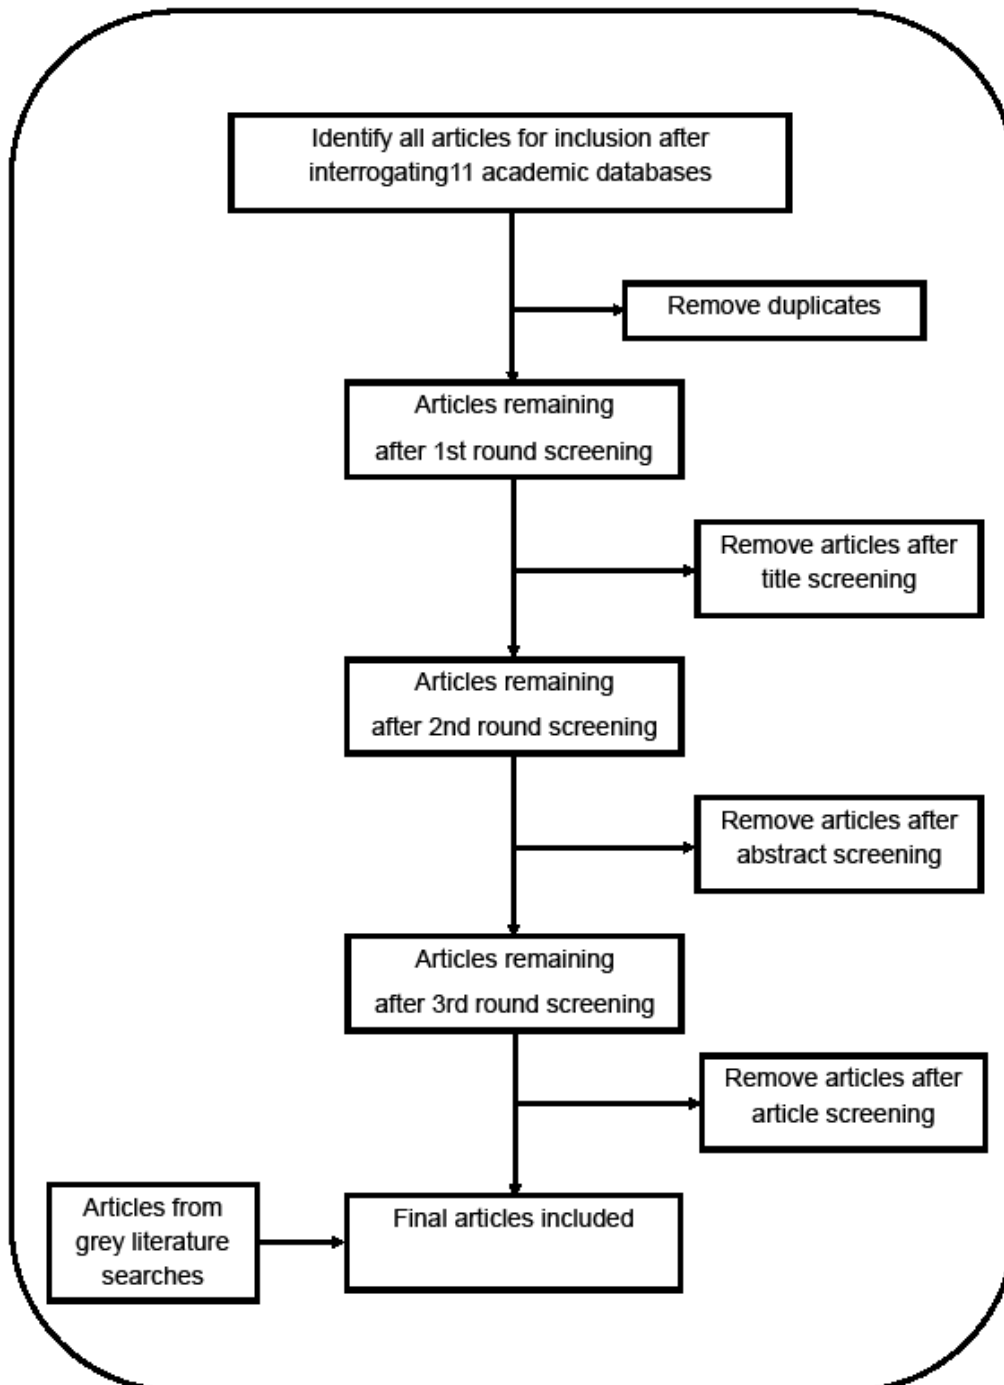 Identify all articles for inclusion after
interrogating11 academic databases
Remove duplicates
Articles remaining
after 1st round screening
Remove articles after
title screening
Articles remaining
after 2nd round screening
Remove articles after
abstract screening
Articles remaining
after 3rd round screening
Remove articles after
article screening
Articles from
grey literature
searches
Final articles included